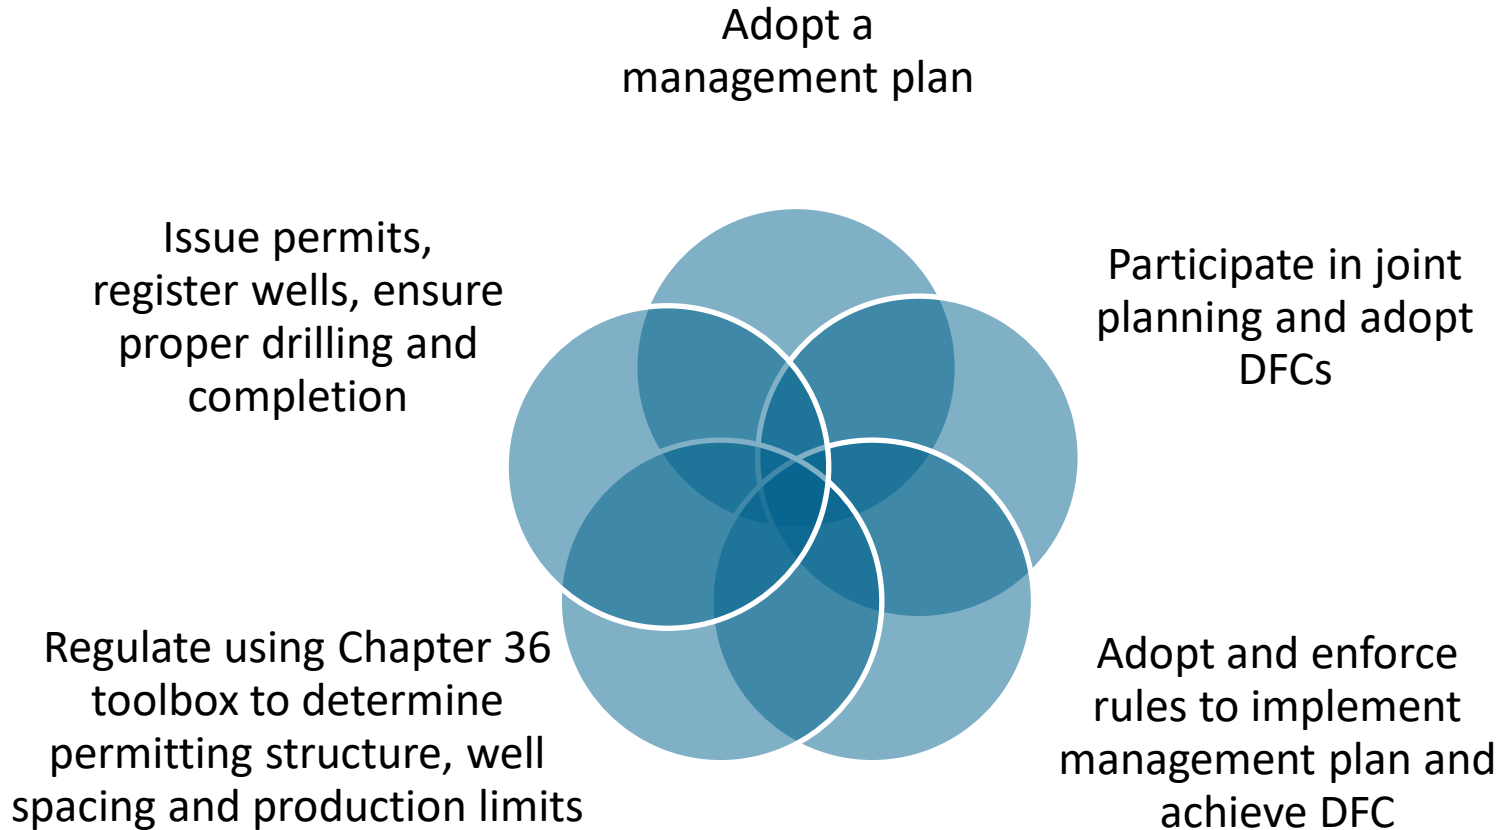 Adopt a
management plan
Participate in joint
planning and adopt
DFCs
Adopt and enforce
rules to implement
management plan and
achieve DFC
Regulate using Chapter 36
toolbox to determine
permitting structure, well
spacing and production limits
Issue permits,
register wells, ensure
proper drilling and
completion